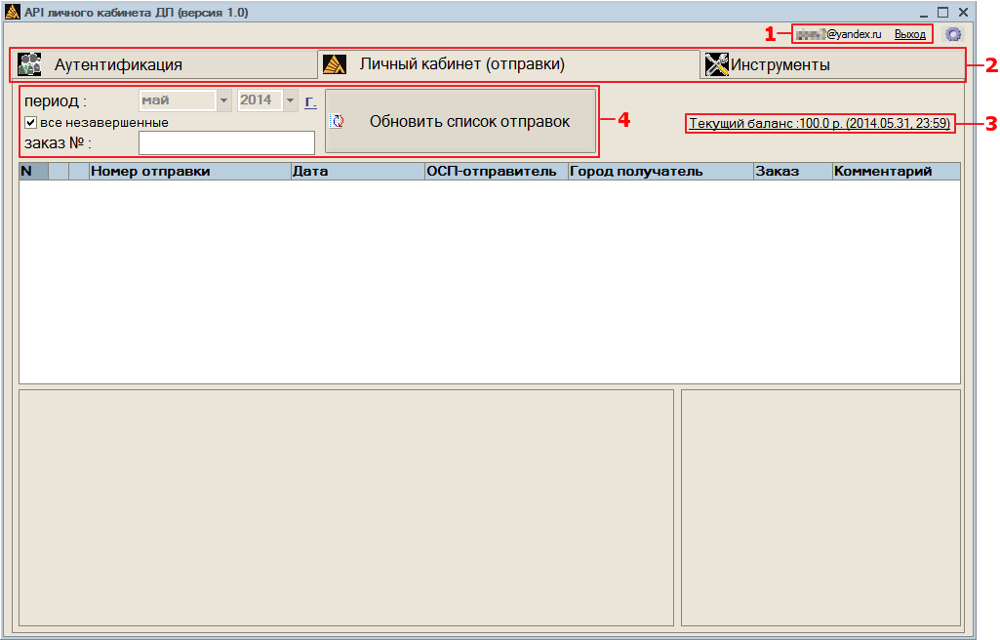 API личного кабинета ДЛ (версия 1.0)
1
@yandex.ru Выход
Аутентификация Личный кабинет (отправки) Инструменты
2
период : май 2014 г.
все незавершенные
заказ № :
Обновить список отправок
4
Текущий баланс :100.0 р. (2014.05.31, 23:59)
3
N Номер отправки Дата ОСП-отправитель Город получатель Заказ Комментарий